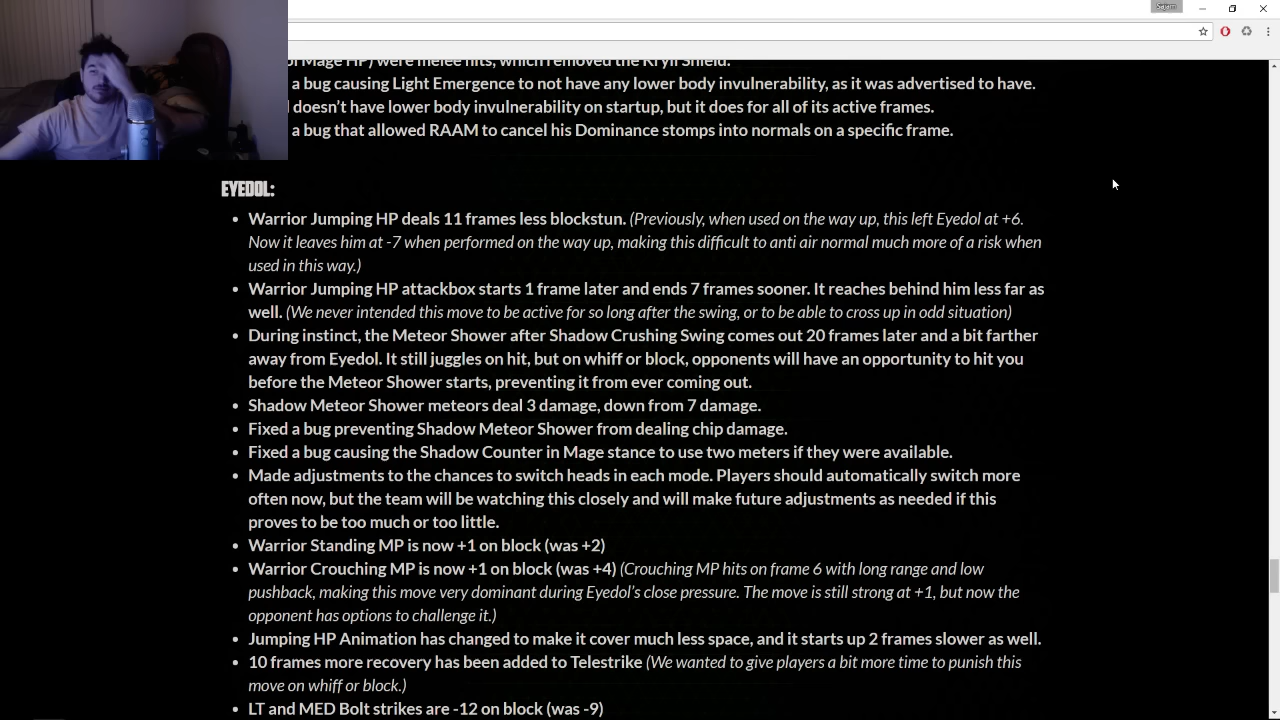 Sajam
of Mage HP) were melee hits, which removed the Kryn Shield.
a bug causing Light Emergence to not have any lower body invulnerability, as it was advertised to have.
doesn't have lower body invulnerability on startup, but it does for all of its active frames.
a bug that allowed RAAM to cancel his Dominance stomps into normals on a specific frame.
EYEDOL:
• Warrior Jumping HP deals 11 frames less blockstun. (Previously, when used on the way up, this left Eyedol at +6.
Now it leaves him at -7 when performed on the way up, making this difficult to anti air normal much more of a risk when
used in this way.)
• Warrior Jumping HP attackbox starts 1 frame later and ends 7 frames sooner. It reaches behind him less far as
well. (We never intended this move to be active for so long after the swing, or to be able to cross up in odd situation)
• During instinct, the Meteor Shower after Shadow Crushing Swing comes out 20 frames later and a bit farther
away from Eyedol. It still juggles on hit, but on whiff or block, opponents will have an opportunity to hit you
before the Meteor Shower starts, preventing it from ever coming out.
• Shadow Meteor Shower meteors deal 3 damage, down from 7 damage.
• Fixed a bug preventing Shadow Meteor Shower from dealing chip damage.
• Fixed a bug causing the Shadow Counter in Mage stance to use two meters if they were available.
• Made adjustments to the chances to switch heads in each mode. Players should automatically switch more
often now, but the team will be watching this closely and will make future adjustments as needed if this
proves to be too much or too little.
• Warrior Standing MP is now +1 on block (was +2)
• Warrior Crouching MP is now +1 on block (was +4) (Crouching MP hits on frame 6 with long range and low
pushback, making this move very dominant during Eyedol's close pressure. The move is still strong at +1, but now the
opponent has options to challenge it.)
• Jumping HP Animation has changed to make it cover much less space, and it starts up 2 frames slower as well.
• 10 frames more recovery has been added to Telestrike (We wanted to give players a bit more time to punish this
move on whiff or block.)
• LT and MED Bolt strikes are -12 on block (was -9)